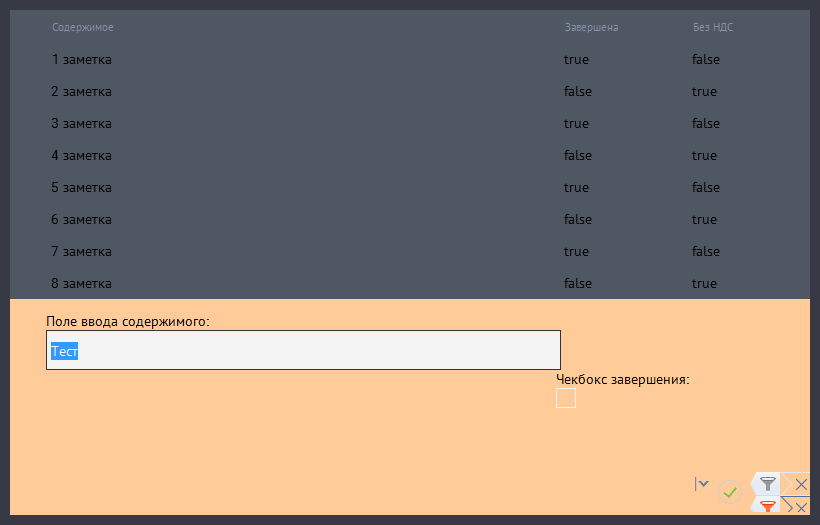 Содержимое Завершена Без НДС
1 заметка true false
2 заметка false true
3 заметка true false
4 заметка false true
5 заметка true false
6 заметка false true
7 заметка true false
8 заметка false true
Поле ввода содержимого:
Тест
Чекбокс завершения: